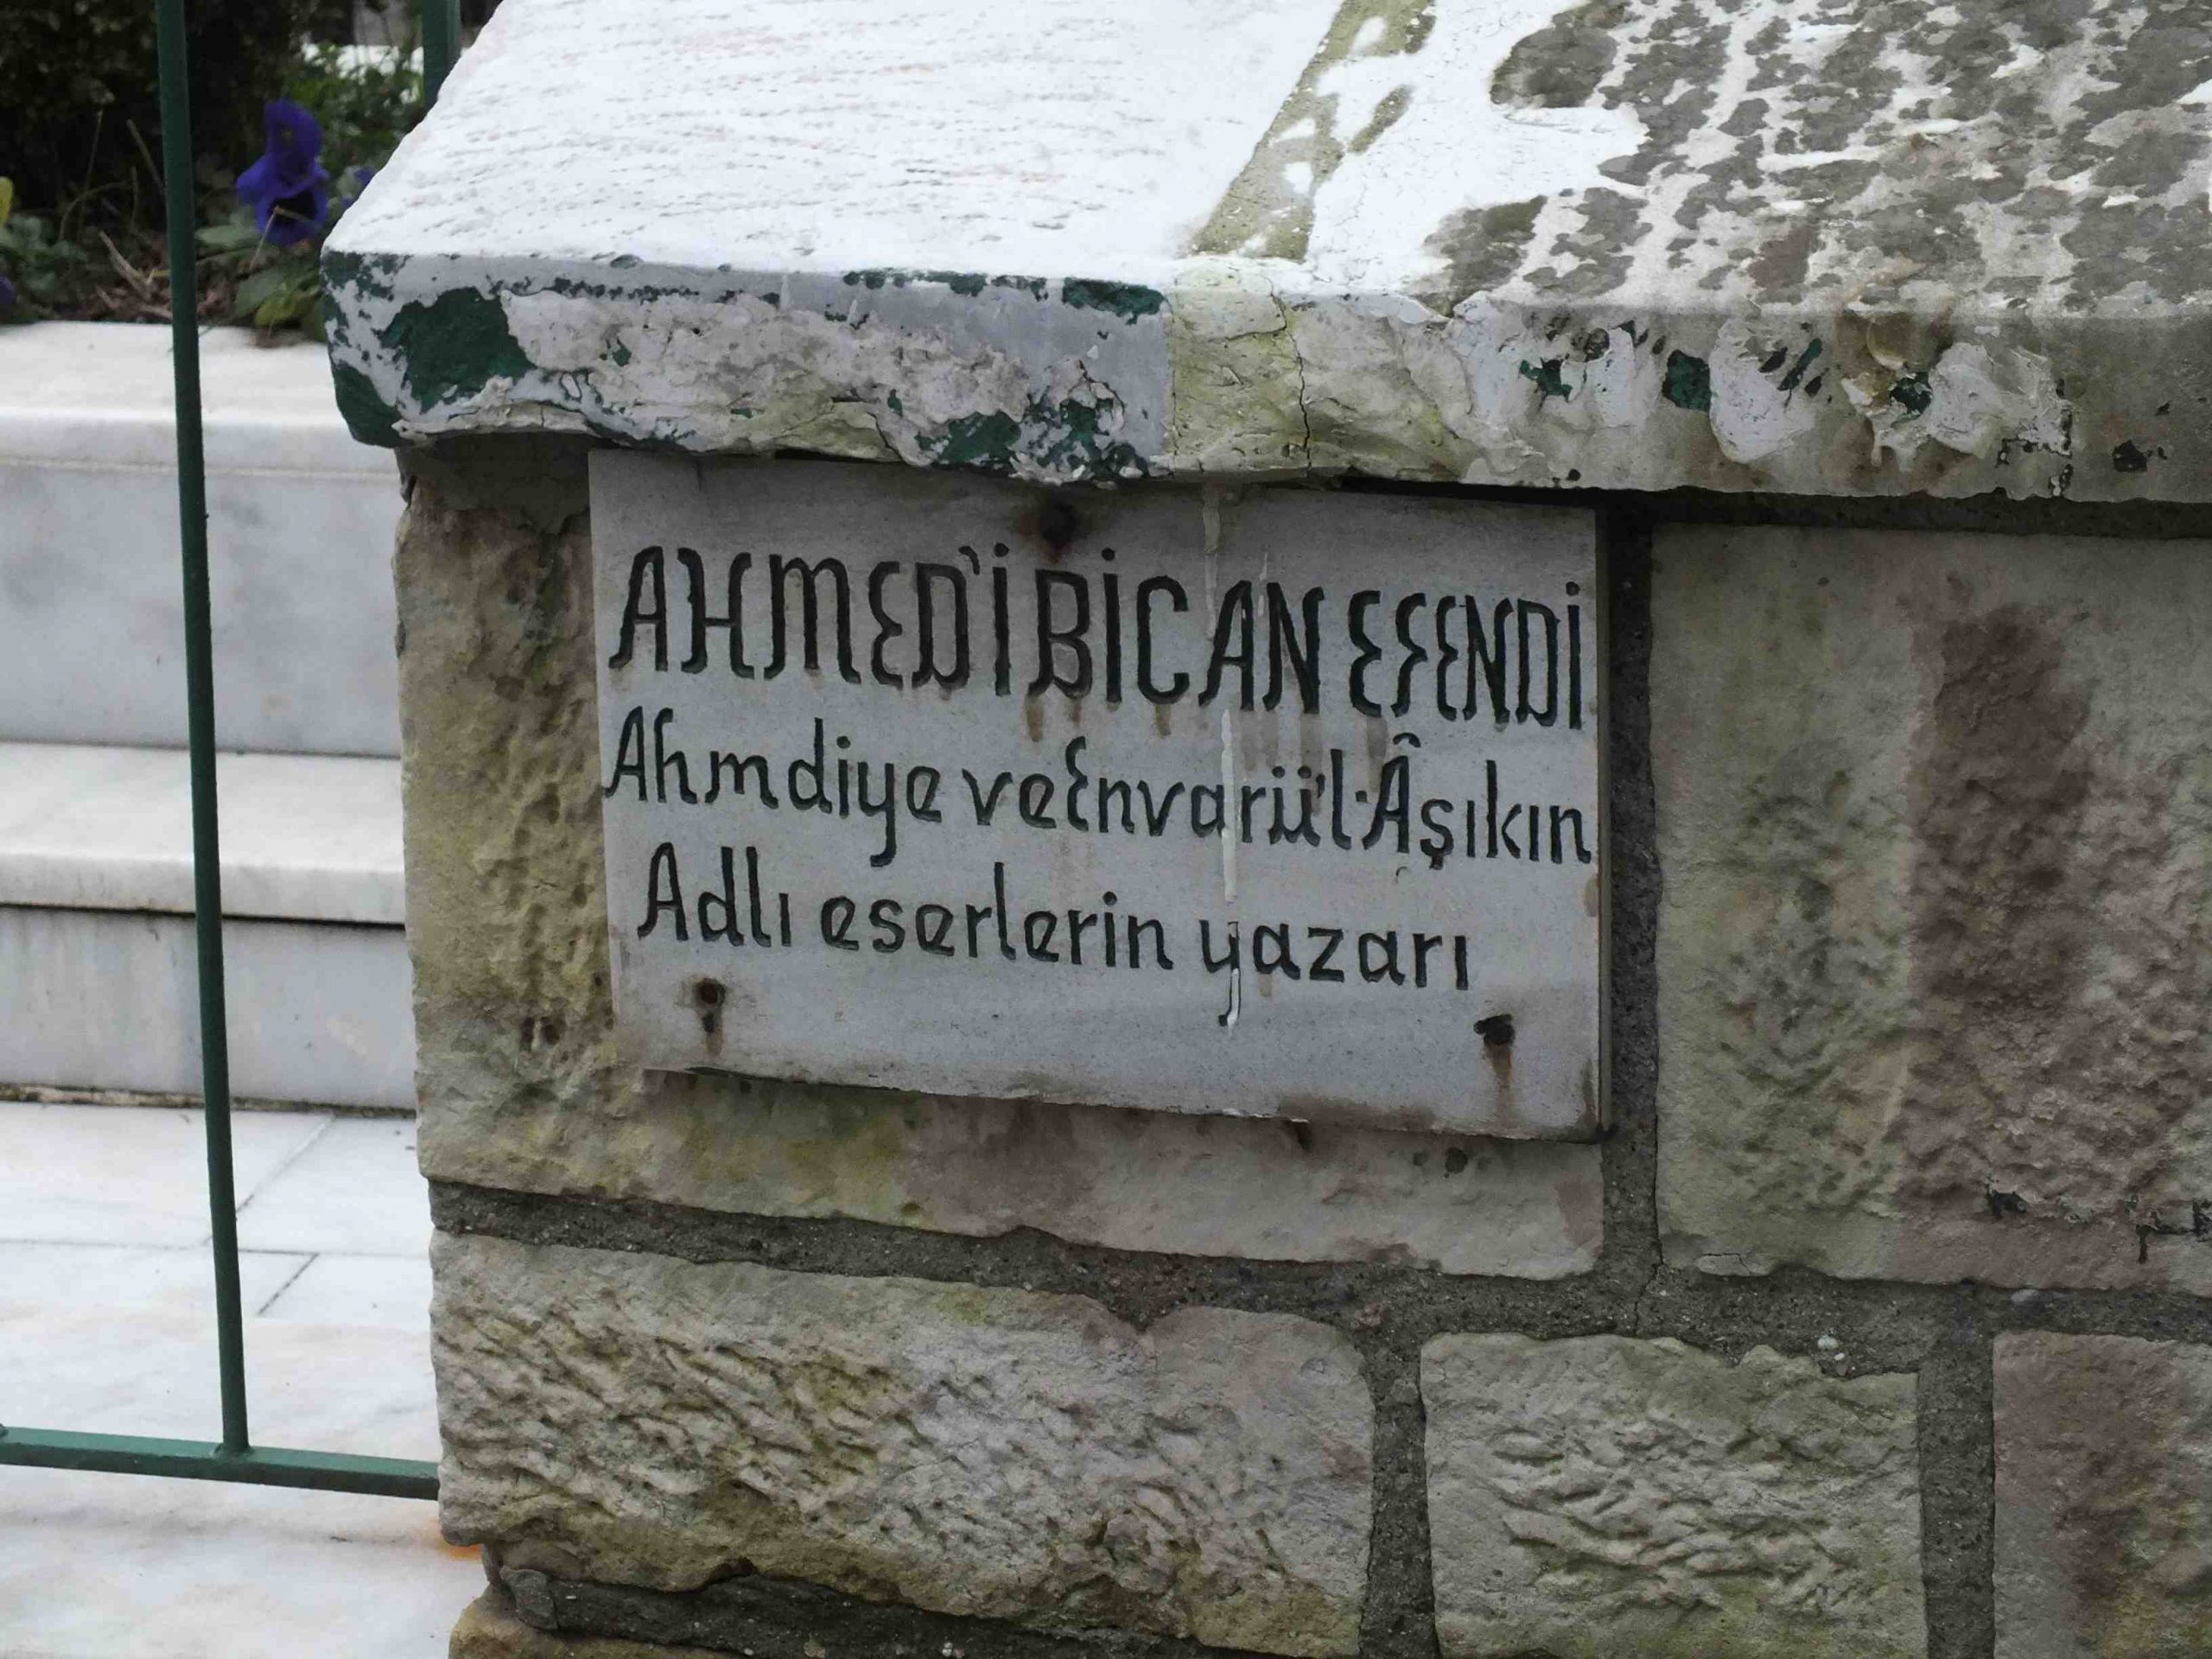 AHMED'İ BİCAN EFENDİ
Ahmdiye ve Envarü'l-Âşıkın
Adlı eserlerin yazarı